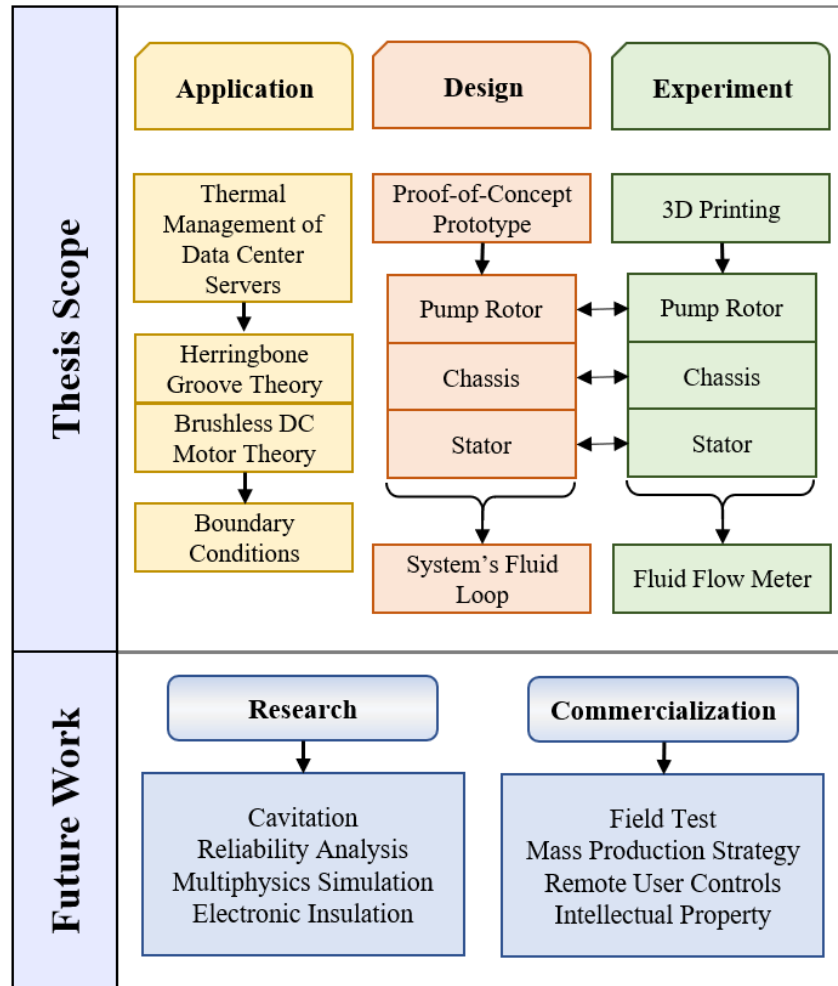 Thesis Scope
Application
Thermal
Management of
Data Center
Servers
Herringbone
Groove Theory
Brushless DC
Motor Theory
Boundary
Conditions
Design
Proof-of-Concept
Prototype
Pump Rotor
Chassis
Stator
System's Fluid
Loop
Experiment
3D Printing
Pump Rotor
Chassis
Stator
Fluid Flow Meter
Future Work
Research
Cavitation
Reliability Analysis
Multiphysics Simulation
Electronic Insulation
Commercialization
Field Test
Mass Production Strategy
Remote User Controls
Intellectual Property